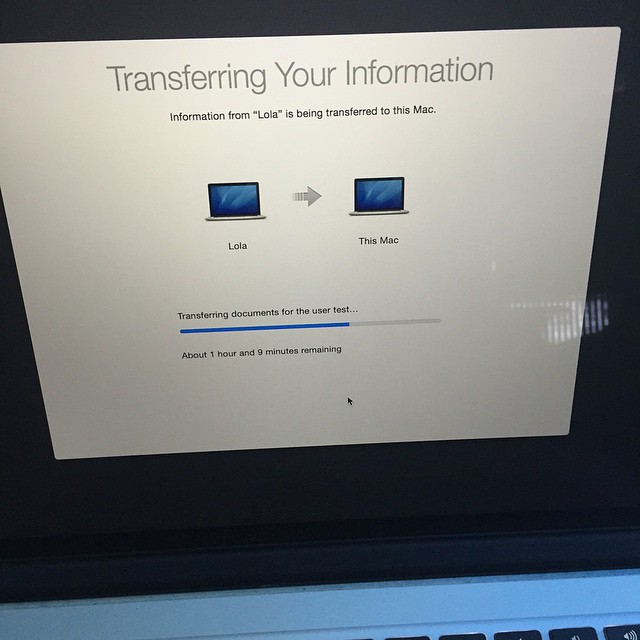 Transferring Your Information
Information from “Lola” is being transferred to this Mac.
Lola
This Mac
Transferring documents for the user test...
About 1 hour and 9 minutes remaining